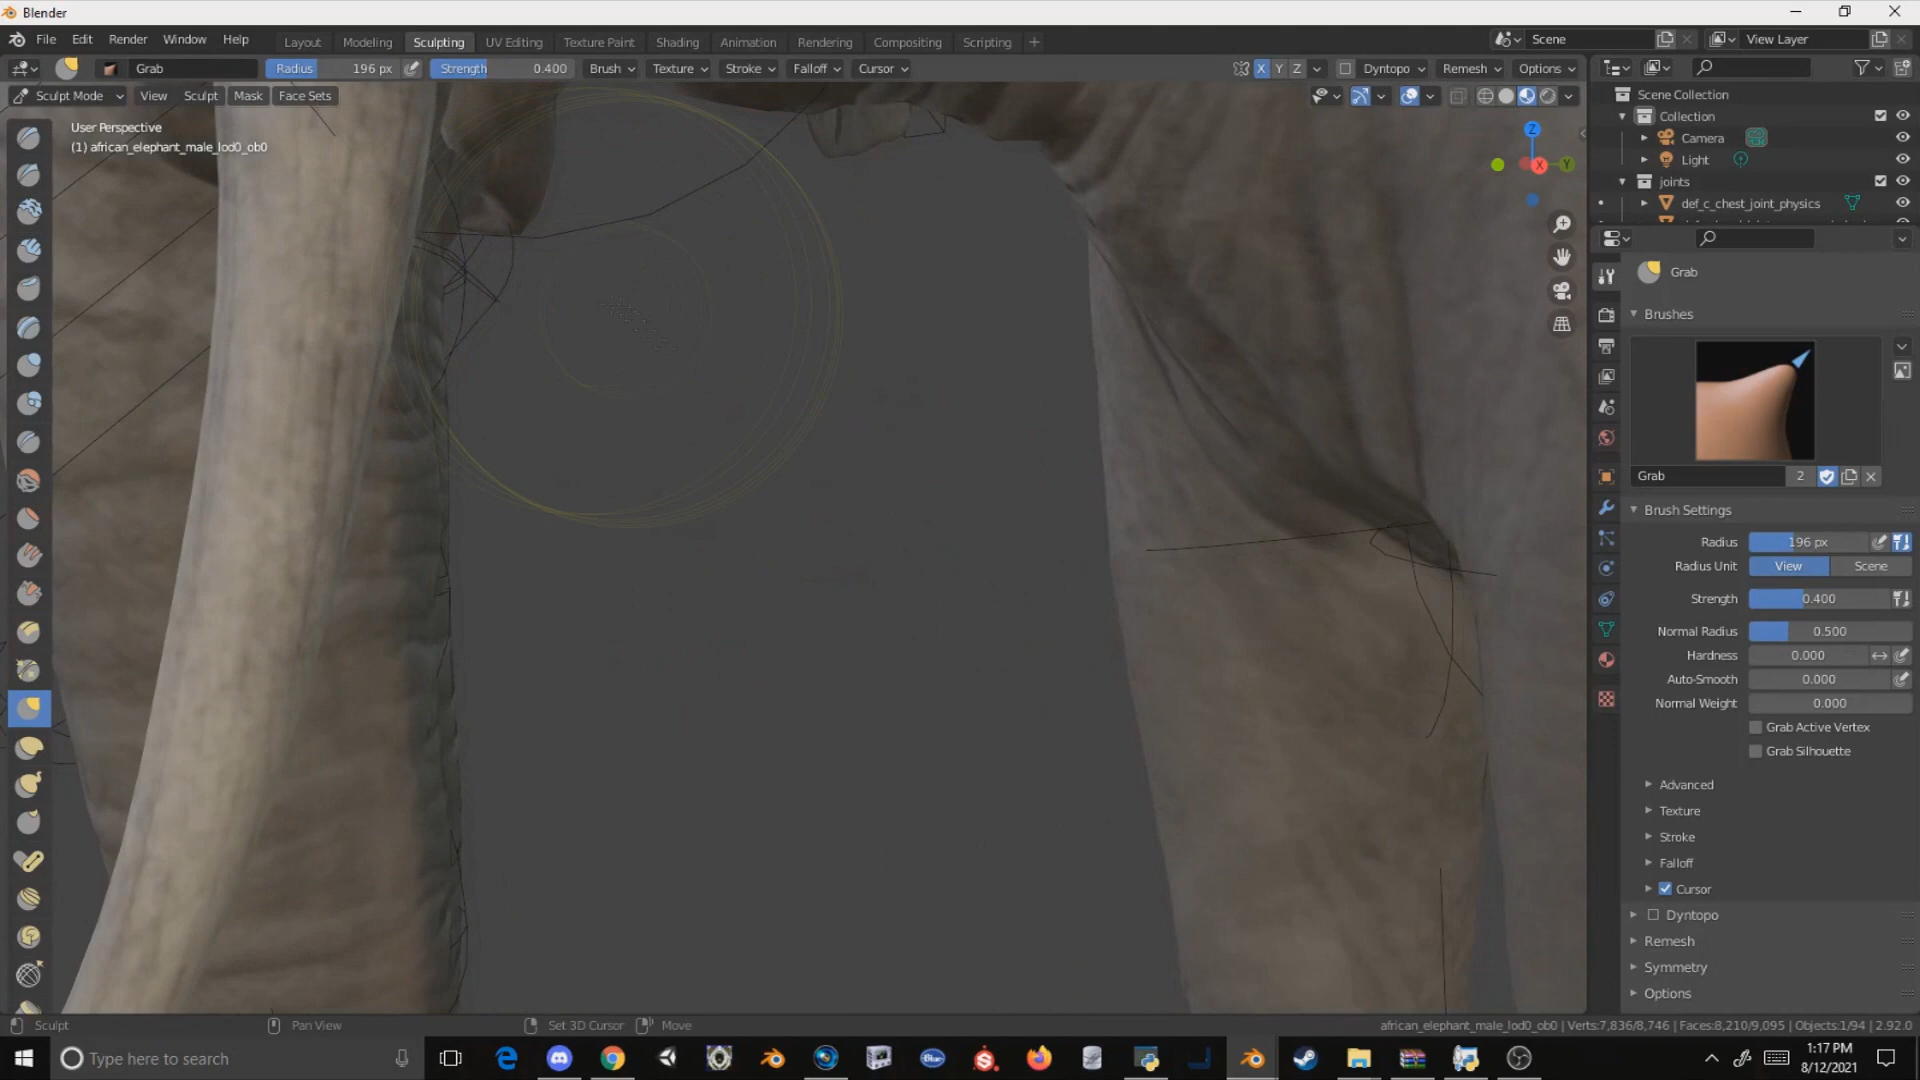 Blender
File Edit Render Window Help
Layout Modeling Sculpting UV Editing Texture Paint Shading Animation Rendering Compositing Scripting +
Scene
View Layer
Grab
Radius 196 px
Strength 0.400
Brush Texture Stroke Falloff Cursor
X Y Z
Dyntopo Remesh Options
Sculpt Mode View Sculpt Mask Face Sets
User Perspective
(1) african_elephant_male_lod0_ob0
Z
X
Y
Scene Collection
Collection
Camera
Light
joints
def_c_chest_joint_physics
Grab
Brushes
Grab 2
Brush Settings
Radius 196 px
Radius Unit View Scene
Strength 0.400
Normal Radius 0.500
Hardness 0.000
Auto-Smooth 0.000
Normal Weight 0.000
Grab Active Vertex
Grab Silhouette
Advanced
Texture
Stroke
Falloff
Cursor
Dyntopo
Remesh
Symmetry
Options
Sculpt Pan View Set 3D Cursor Move
african_elephant_male_lod0_ob0 | Verts:7,836/8,746 | Faces:8,210/9,095 | Objects:1/94 | 2.92.0
Type here to search
1:17 PM
8/12/2021